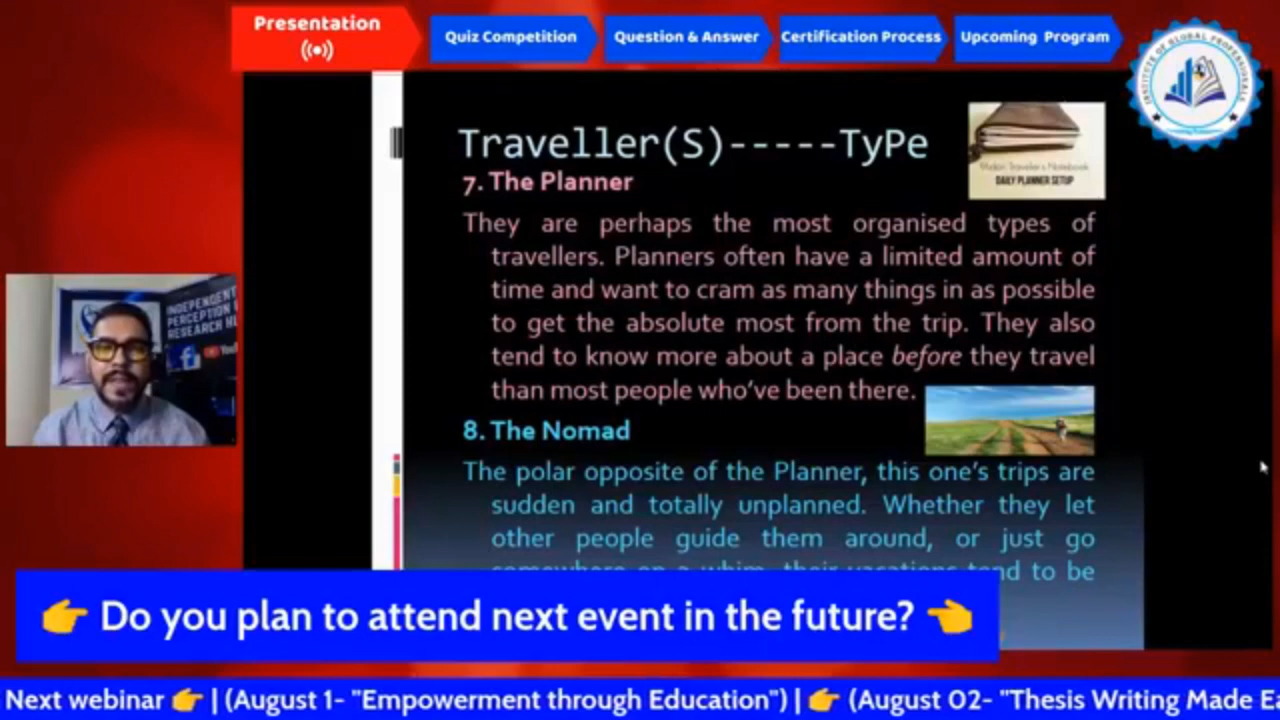 Presentation
Quiz Competition
Question & Answer
Certification Process
Upcoming Program
INSTITUTE OF GLOBAL PROFESSIONALS
Traveller(S)-----TyPe
Traveler's Notebook
DAILY PLANNER SETUP
7. The Planner
They are perhaps the most organised types of
travellers. Planners often have a limited amount of
time and want to cram as many things in as possible
to get the absolute most from the trip. They also
tend to know more about a place before they travel
than most people who've been there.
8. The Nomad
The polar opposite of the Planner, this one's trips are
sudden and totally unplanned. Whether they let
other people guide them around, or just go
somewhere on a whim, their vacations tend to be
INDEPENDENT
PERCEPTION
RESEARCH
👉 Do you plan to attend next event in the future? 👈
Next webinar 👉 | (August 1- "Empowerment through Education") | 👉 (August 02- "Thesis Writing Made